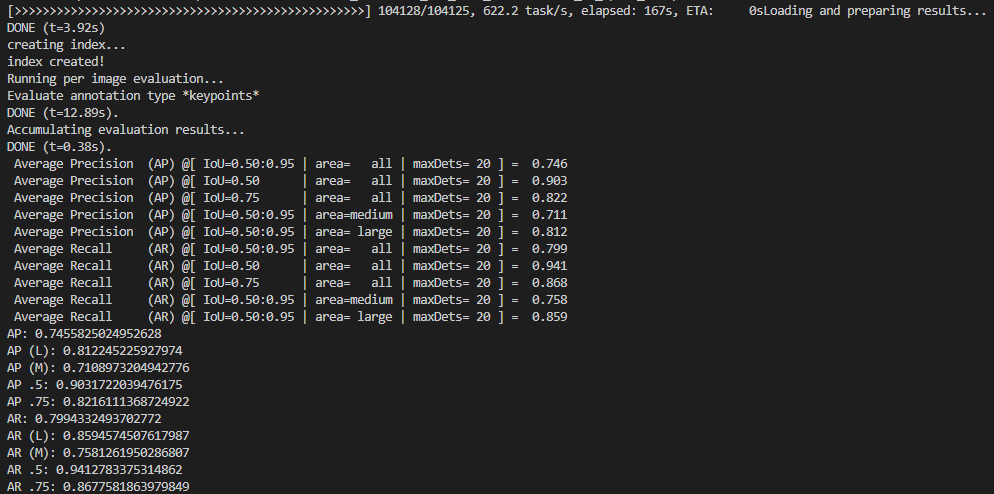 [>>>>>>>>>>>>>>>>>>>>>>>>>>>>>>>>>>>>>>>>>>>>>>>>>>] 104128/104125, 622.2 task/s, elapsed: 167s, ETA:     0sLoading and preparing results...
DONE (t=3.92s)
creating index...
index created!
Running per image evaluation...
Evaluate annotation type *keypoints*
DONE (t=12.89s).
Accumulating evaluation results...
DONE (t=0.38s).
 Average Precision  (AP) @[ IoU=0.50:0.95 | area=   all | maxDets= 20 ] =  0.746
 Average Precision  (AP) @[ IoU=0.50      | area=   all | maxDets= 20 ] =  0.903
 Average Precision  (AP) @[ IoU=0.75      | area=   all | maxDets= 20 ] =  0.822
 Average Precision  (AP) @[ IoU=0.50:0.95 | area=medium | maxDets= 20 ] =  0.711
 Average Precision  (AP) @[ IoU=0.50:0.95 | area= large | maxDets= 20 ] =  0.812
 Average Recall     (AR) @[ IoU=0.50:0.95 | area=   all | maxDets= 20 ] =  0.799
 Average Recall     (AR) @[ IoU=0.50      | area=   all | maxDets= 20 ] =  0.941
 Average Recall     (AR) @[ IoU=0.75      | area=   all | maxDets= 20 ] =  0.868
 Average Recall     (AR) @[ IoU=0.50:0.95 | area=medium | maxDets= 20 ] =  0.758
 Average Recall     (AR) @[ IoU=0.50:0.95 | area= large | maxDets= 20 ] =  0.859
AP: 0.7455825024952628
AP (L): 0.812245225927974
AP (M): 0.7108973204942776
AP .5: 0.9031722039476175
AP .75: 0.8216111368724922
AR: 0.7994332493702772
AR (L): 0.8594574507617987
AR (M): 0.7581261950286807
AR .5: 0.9412783375314862
AR .75: 0.8677581863979849